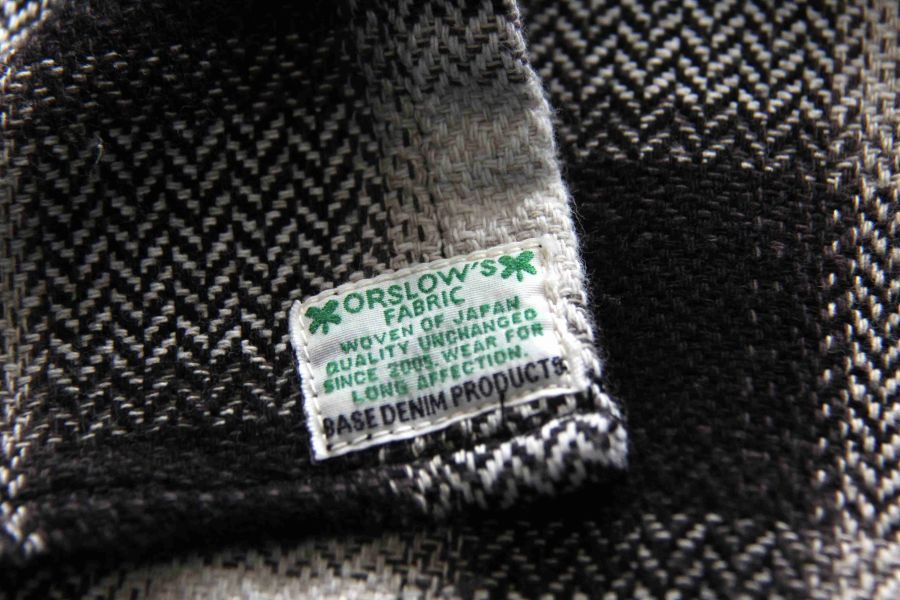 ORSLOW'S
FABRIC
WOVEN OF JAPAN
QUALITY UNCHANGED
SINCE 2005. WEAR FOR
LONG AFFECTION.
BASE DENIM PRODUCTS